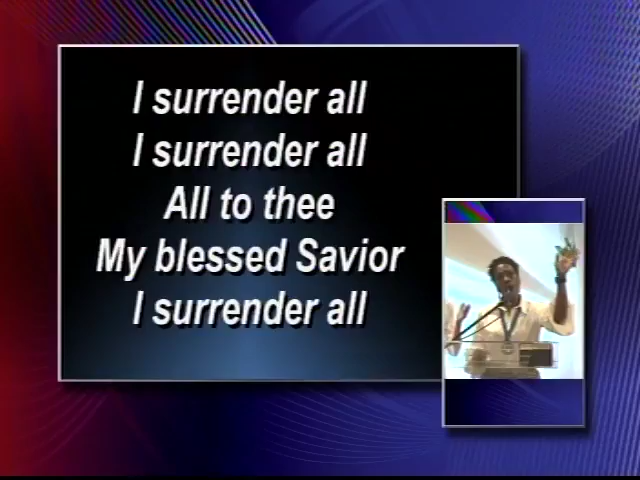 I surrender all
I surrender all
All to thee
My blessed Savior
I surrender all